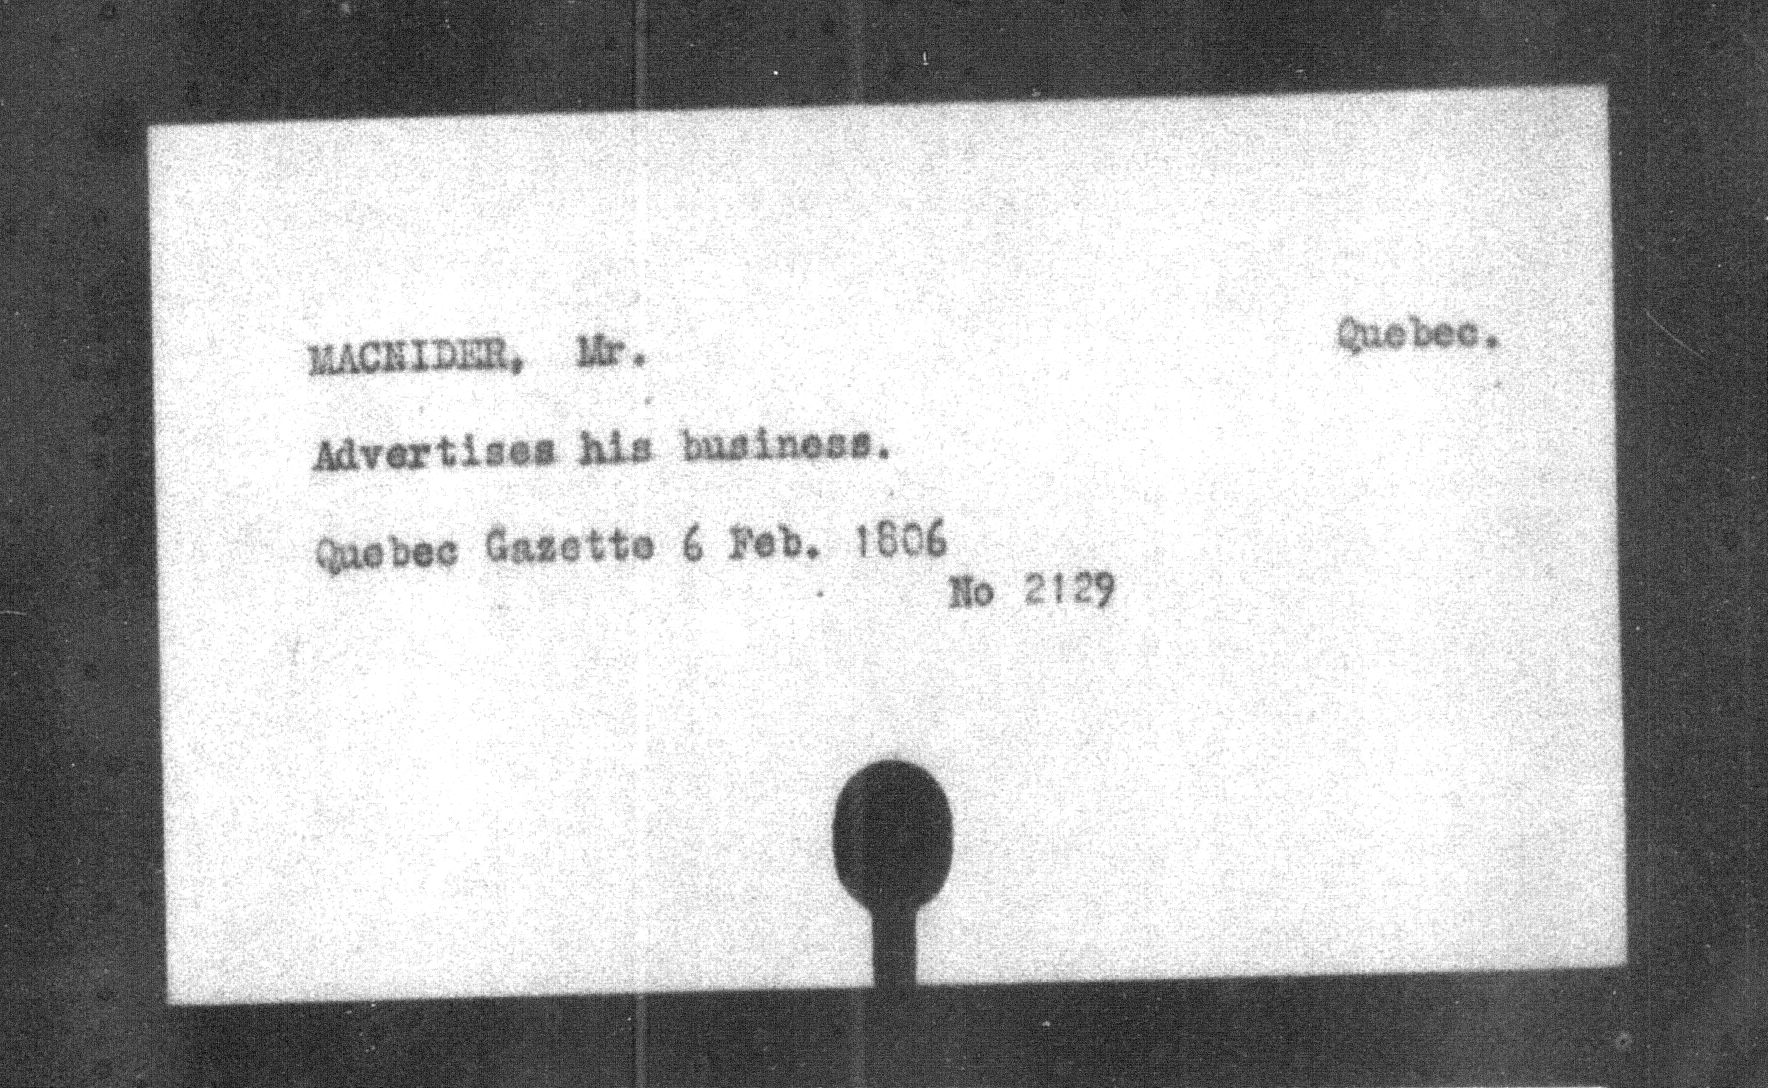 MACNIDER, Mr. Quebec.
Advertises his business.
Quebec Gazette 6 Feb. 1806
No 2129